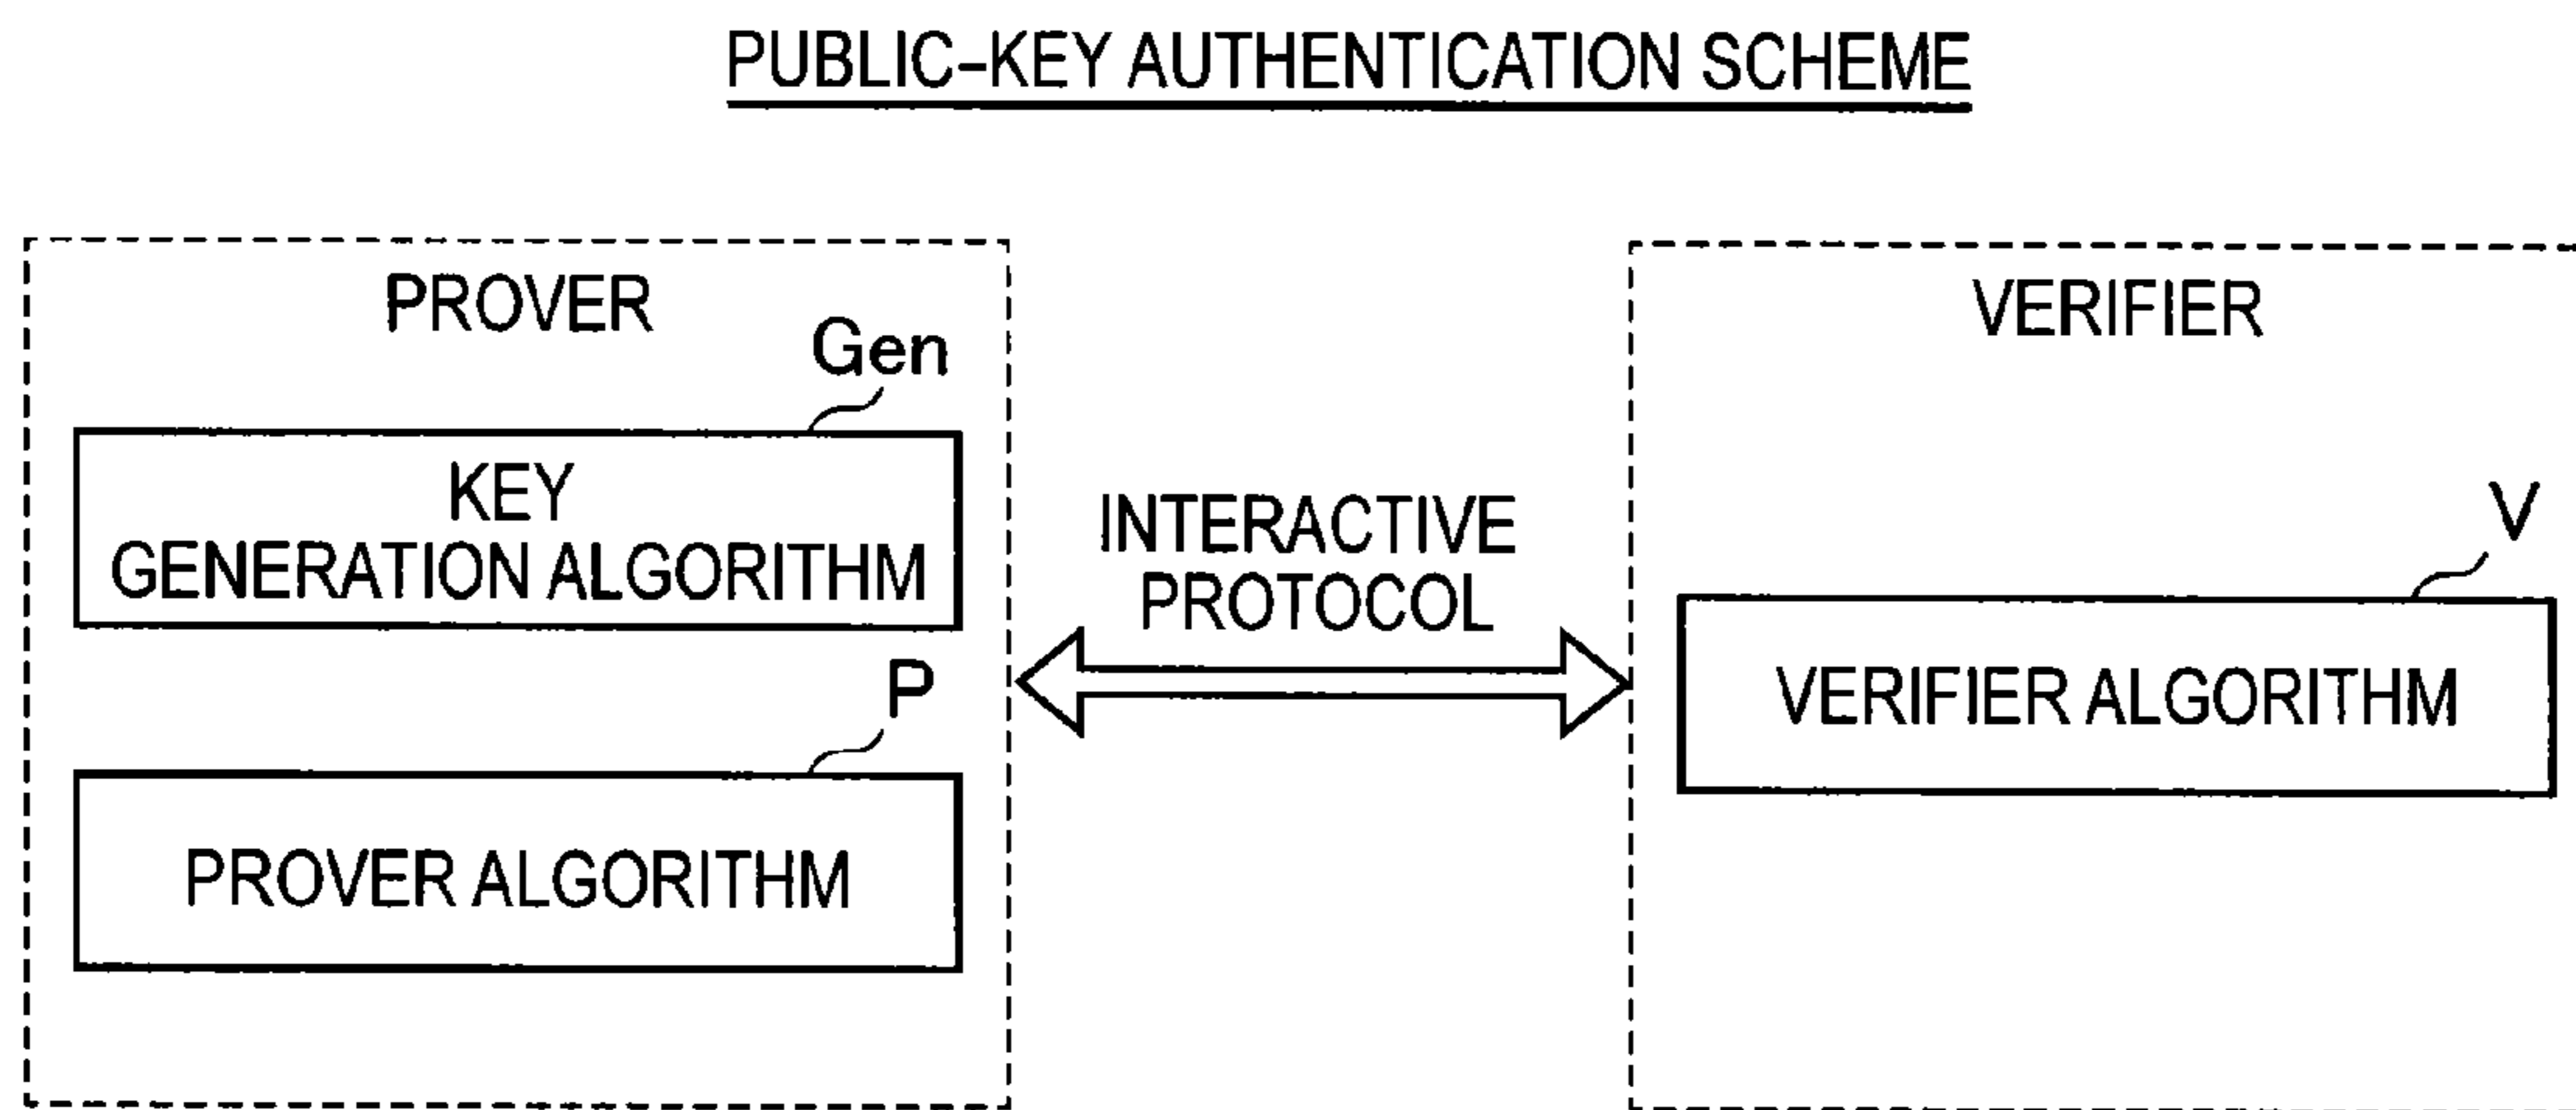 PUBLIC-KEY AUTHENTICATION SCHEME
PROVER
Gen
KEY
GENERATION ALGORITHM
P
PROVER ALGORITHM
INTERACTIVE
PROTOCOL
VERIFIER
V
VERIFIER ALGORITHM